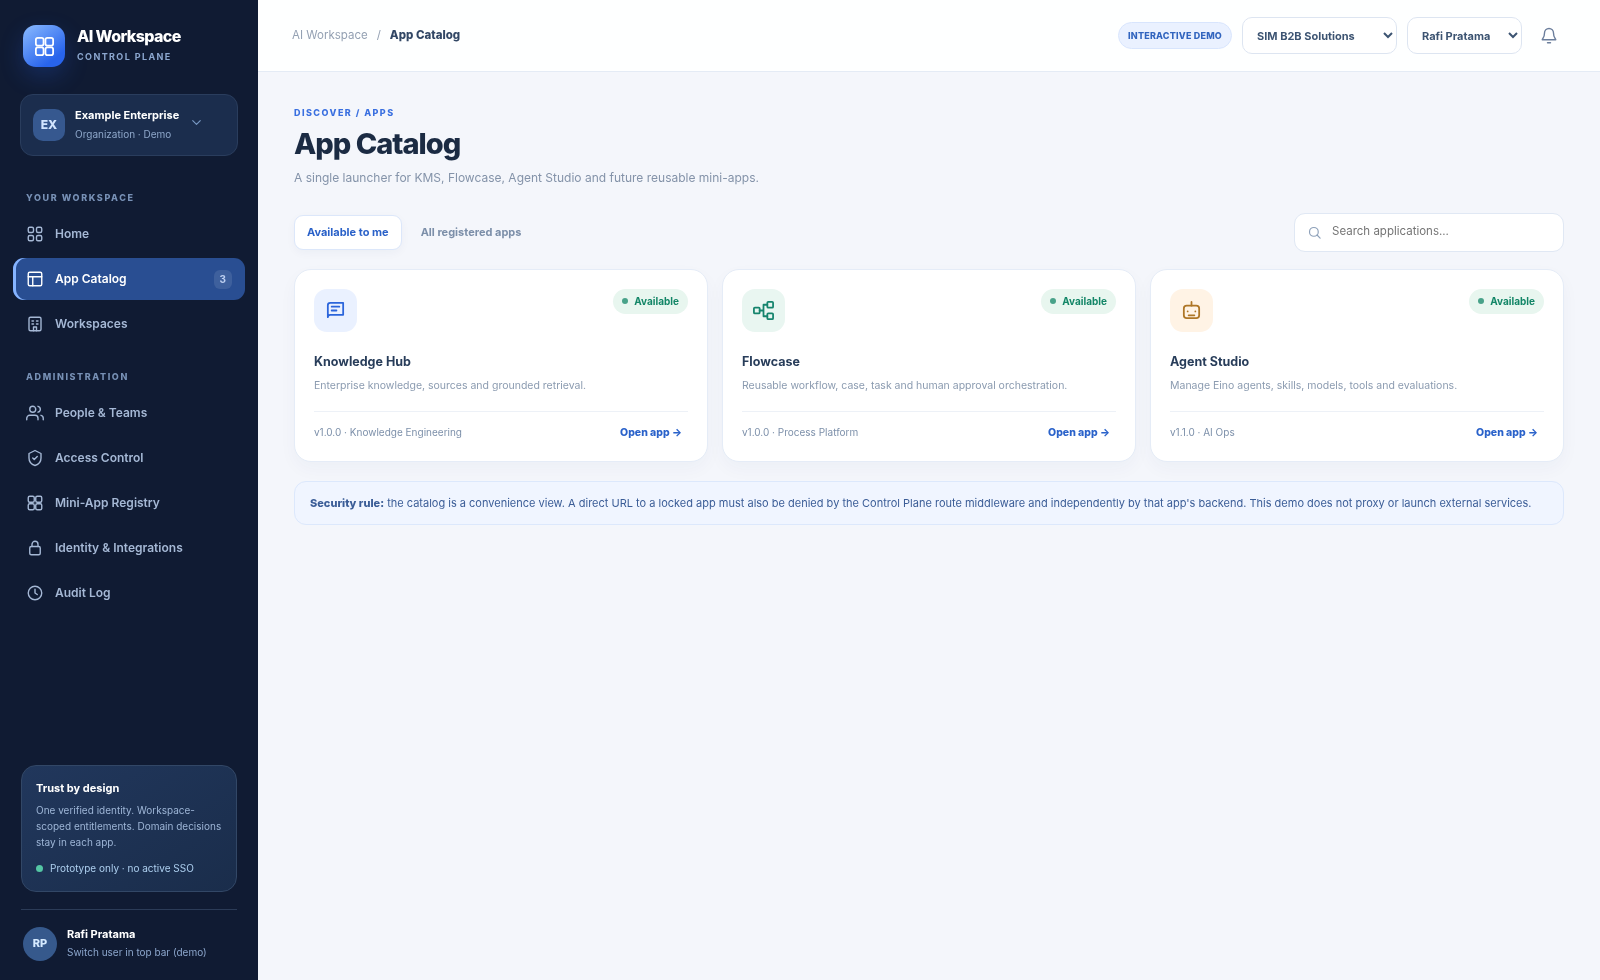 AI Workspace
CONTROL PLANE
EX
Example Enterprise
Organization · Demo
YOUR WORKSPACE
Home
App Catalog 3
Workspaces
ADMINISTRATION
People & Teams
Access Control
Mini-App Registry
Identity & Integrations
Audit Log
Trust by design
One verified identity. Workspace-
scoped entitlements. Domain decisions
stay in each app.
Prototype only · no active SSO
RP
Rafi Pratama
Switch user in top bar (demo)
AI Workspace / App Catalog
INTERACTIVE DEMO
SIM B2B Solutions
Rafi Pratama
DISCOVER / APPS
App Catalog
A single launcher for KMS, Flowcase, Agent Studio and future reusable mini-apps.
Available to me
All registered apps
Search applications...
Available
Knowledge Hub
Enterprise knowledge, sources and grounded retrieval.
v1.0.0 · Knowledge Engineering
Open app →
Available
Flowcase
Reusable workflow, case, task and human approval orchestration.
v1.0.0 · Process Platform
Open app →
Available
Agent Studio
Manage Eino agents, skills, models, tools and evaluations.
v1.1.0 · AI Ops
Open app →
Security rule: the catalog is a convenience view. A direct URL to a locked app must also be denied by the Control Plane route middleware and independently by that app's backend. This demo does not proxy or launch external services.